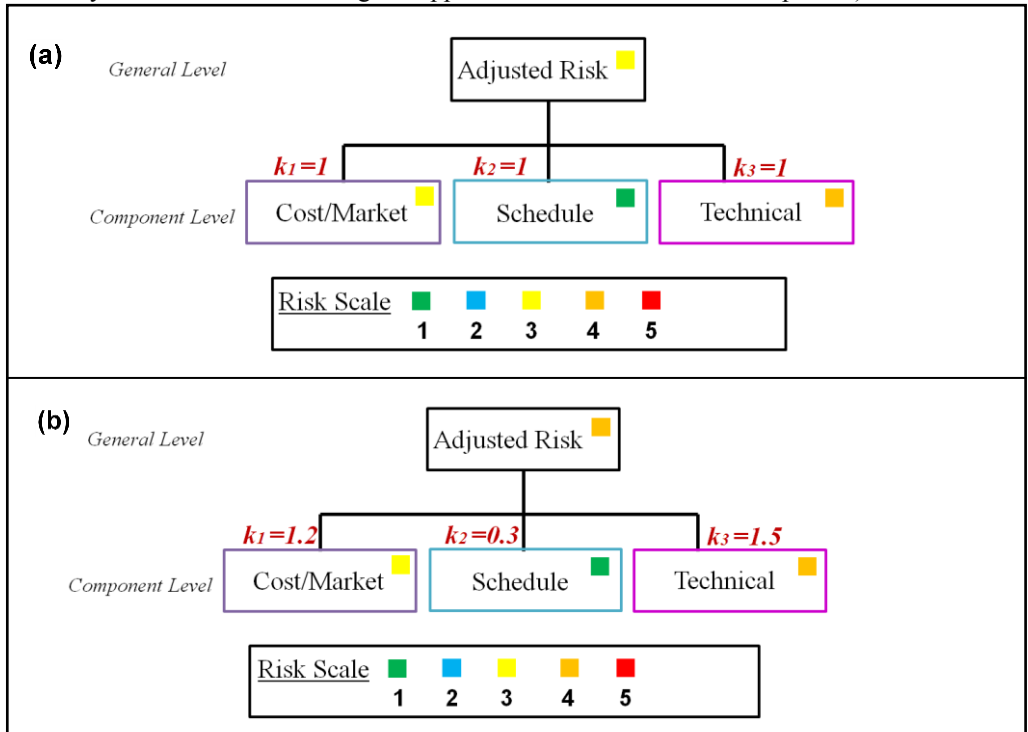 (a)
General Level
Adjusted Risk
k1=1
k2=1
k3=1
Component Level
Cost/Market
Schedule
Technical
Risk Scale
1 2 3 4 5
(b)
General Level
Adjusted Risk
k1=1.2
k2=0.3
k3=1.5
Component Level
Cost/Market
Schedule
Technical
Risk Scale
1 2 3 4 5